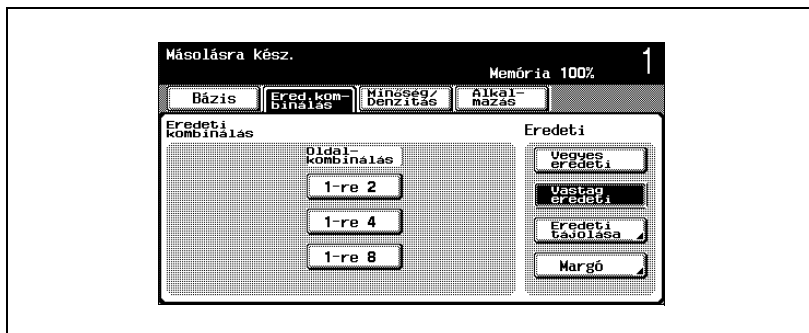 Másolásra kész.
Memória 100%
1
Bázis
Ered.kom-
binálás
Minőség/
Denzitás
Alkal-
mazás
Eredeti
kombinálás
Eredeti
Oldal-
kombinálás
1-re 2
1-re 4
1-re 8
Vegyes
eredeti
Vastag
eredeti
Eredeti
tájolása
Margó